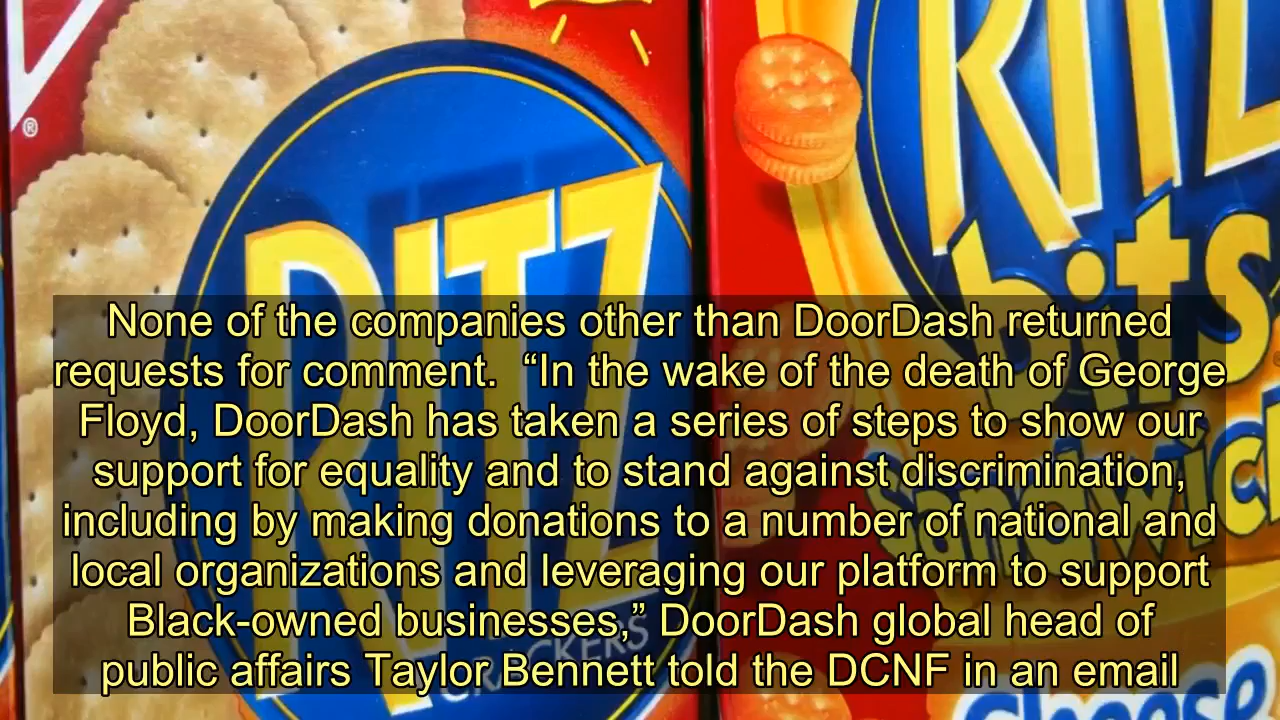 ®
RITZ
CRACKERS
RITZ
bits
Sandwich
Cheese
None of the companies other than DoorDash returned
requests for comment.  “In the wake of the death of George
Floyd, DoorDash has taken a series of steps to show our
support for equality and to stand against discrimination,
including by making donations to a number of national and
local organizations and leveraging our platform to support
Black-owned businesses,” DoorDash global head of
public affairs Taylor Bennett told the DCNF in an email